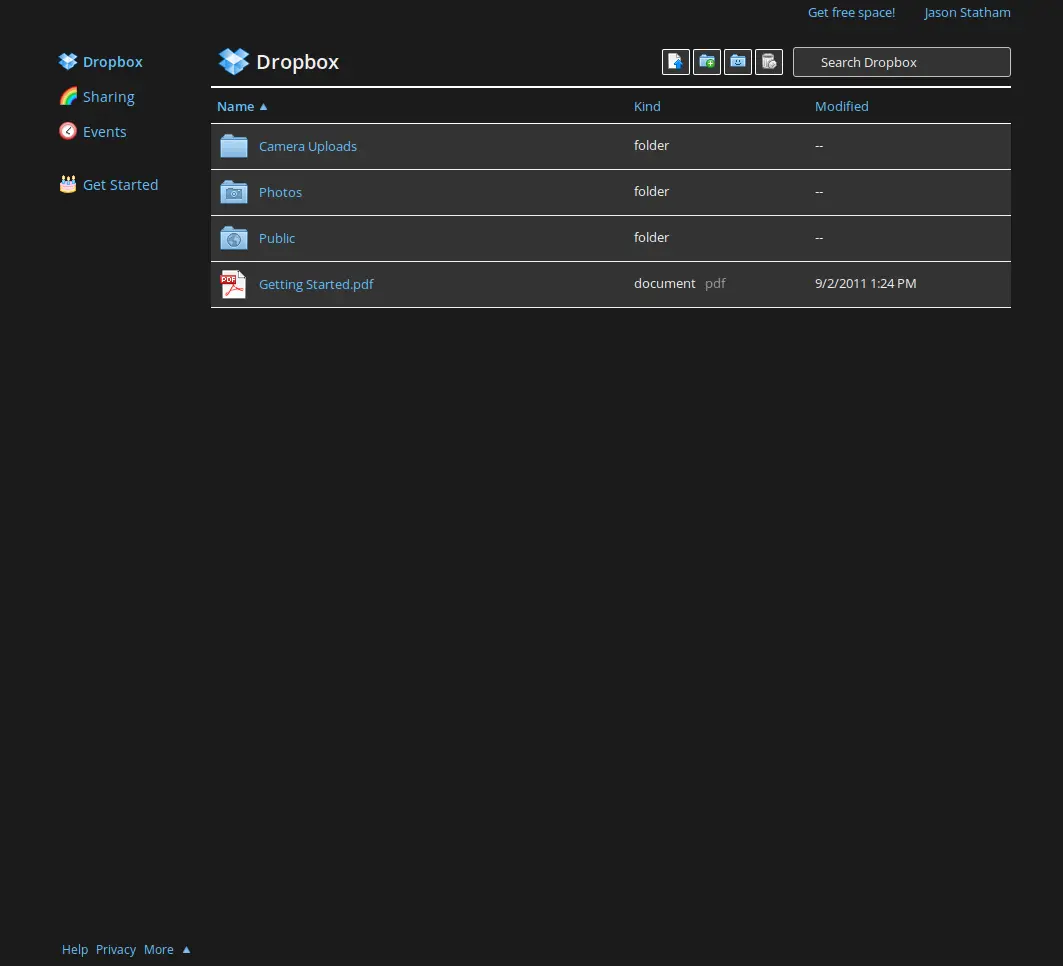 Get free space! Jason Statham
Dropbox
Sharing
Events
Get Started
Dropbox
Search Dropbox
Name Kind Modified
Camera Uploads folder --
Photos folder --
Public folder --
PDF Getting Started.pdf document pdf 9/2/2011 1:24 PM
Help Privacy More